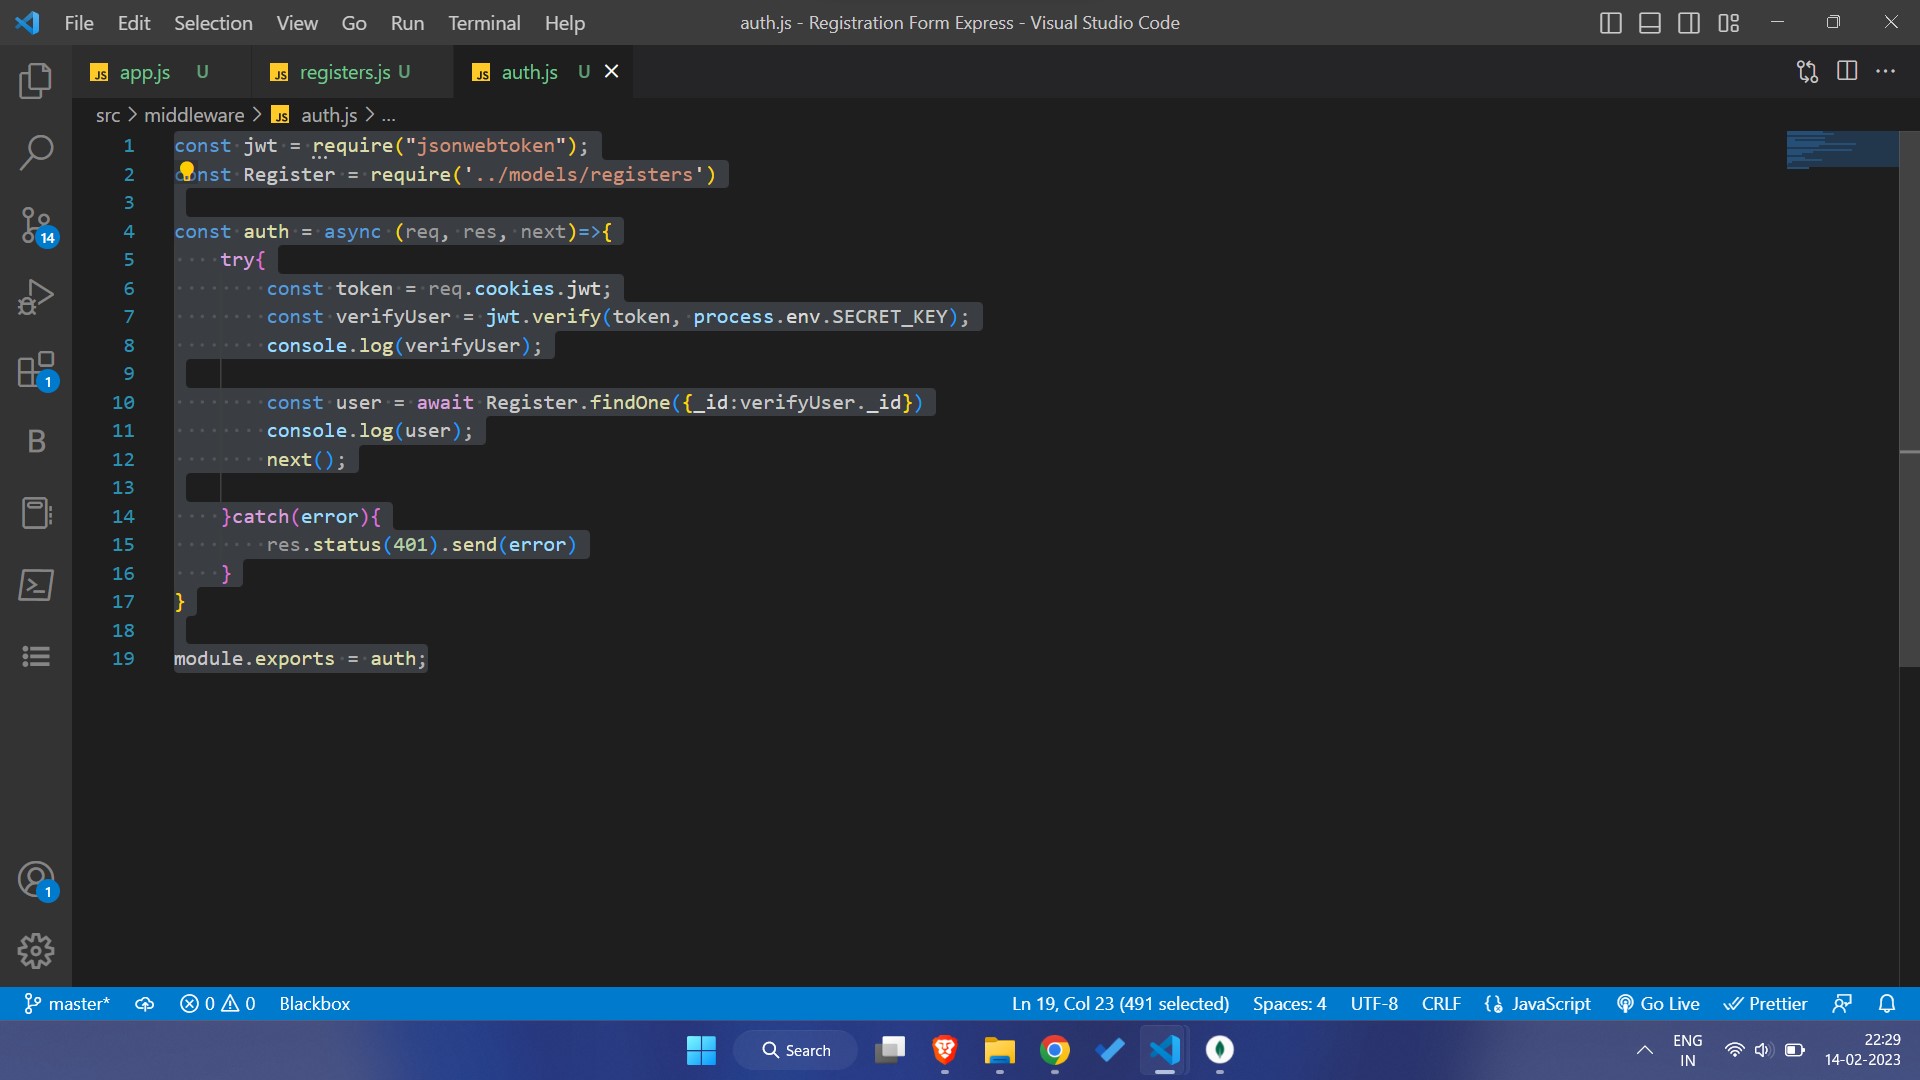 File Edit Selection View Go Run Terminal Help
auth.js - Registration Form Express - Visual Studio Code
JS app.js U
JS registers.js U
JS auth.js U
src > middleware > JS auth.js > ...
1 const jwt = require("jsonwebtoken");
2 const Register = require('../models/registers')
3
4 const auth = async (req, res, next)=>{
5 try{
6 const token = req.cookies.jwt;
7 const verifyUser = jwt.verify(token, process.env.SECRET_KEY);
8 console.log(verifyUser);
9
10 const user = await Register.findOne({_id:verifyUser._id})
11 console.log(user);
12 next();
13
14 }catch(error){
15 res.status(401).send(error)
16 }
17 }
18
19 module.exports = auth;
14
1
B
1
master* 0 0 Blackbox
Ln 19, Col 23 (491 selected) Spaces: 4 UTF-8 CRLF JavaScript Go Live Prettier
Search
ENG
IN
22:29
14-02-2023